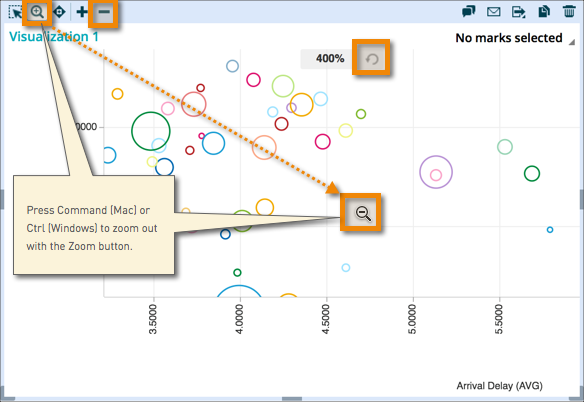 Visualization 1
No marks selected
400%
0000
Press Command (Mac) or
Ctrl (Windows) to zoom out
with the Zoom button.
3.5000
4.0000
4.5000
5.0000
5.5000
Arrival Delay (AVG)